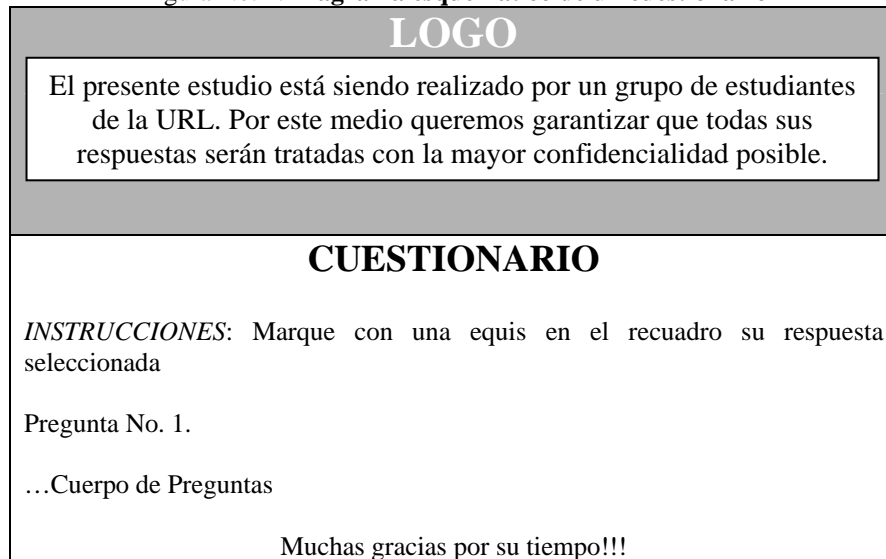 LOGO
El presente estudio está siendo realizado por un grupo de estudiantes
de la URL. Por este medio queremos garantizar que todas sus
respuestas serán tratadas con la mayor confidencialidad posible.
CUESTIONARIO
INSTRUCCIONES: Marque con una equis en el recuadro su respuesta
seleccionada
Pregunta No. 1.
…Cuerpo de Preguntas
Muchas gracias por su tiempo!!!